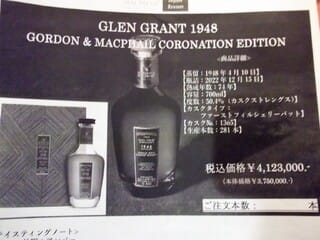 GLEN GRANT 1948
GORDON & MACPHAIL CORONATION EDITION
<商品詳細>
【蒸留：1948年4月10日】
【瓶詰：2022年12月15日】
【熟成年数：74年】
【容量：700ml】
【度数：50.4%（カスクストレングス）】
【カスクタイプ：
ファーストフィルシェリーバット】
【カスクNo.：1365】
【生産本数：281本】
税込価格￥4,123,000.-
(本体価格￥3,750,000.-)
ご注文本数：　本
テイスティングノート>